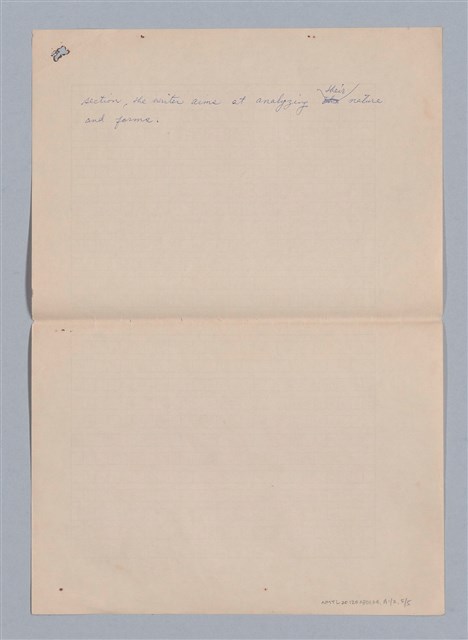 section, the writer aims at analyzing their nature
and forms.